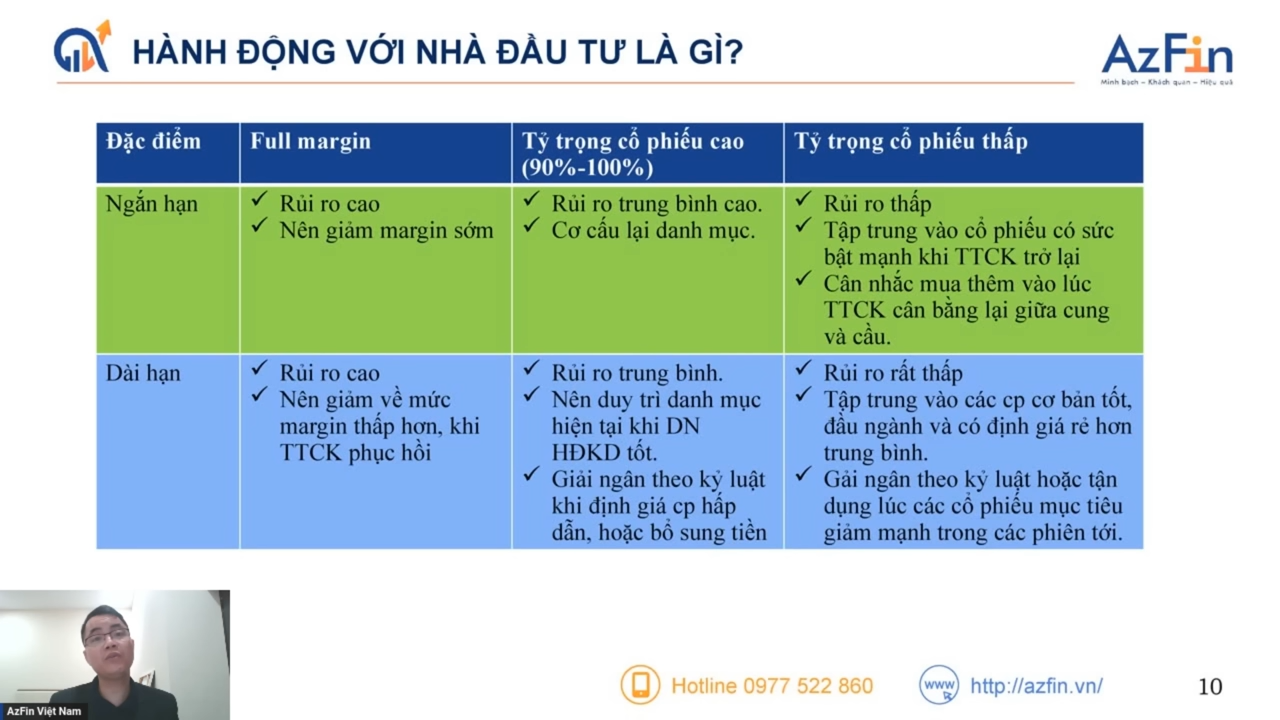 HÀNH ĐỘNG VỚI NHÀ ĐẦU TƯ LÀ GÌ?
AzFin
Minh bạch – Khách quan – Hiệu quả
Đặc điểm
Full margin
Tỷ trọng cổ phiếu cao
(90%-100%)
Tỷ trọng cổ phiếu thấp
Ngắn hạn
✓ Rủi ro cao
✓ Nên giảm margin sớm
✓ Rủi ro trung bình cao.
✓ Cơ cấu lại danh mục.
✓ Rủi ro thấp
✓ Tập trung vào cổ phiếu có sức
bật mạnh khi TTCK trở lại
✓ Cân nhắc mua thêm vào lúc
TTCK cân bằng lại giữa cung
và cầu.
Dài hạn
✓ Rủi ro cao
✓ Nên giảm về mức
margin thấp hơn, khi
TTCK phục hồi
✓ Rủi ro trung bình.
✓ Nên duy trì danh mục
hiện tại khi DN
HĐKD tốt.
✓ Giải ngân theo kỷ luật
khi định giá cp hấp
dẫn, hoặc bổ sung tiền
✓ Rủi ro rất thấp
✓ Tập trung vào các cp cơ bản tốt,
đầu ngành và có định giá rẻ hơn
trung bình.
✓ Gải ngân theo kỷ luật hoặc tận
dụng lúc các cổ phiếu mục tiêu
giảm mạnh trong các phiên tới.
AzFin Việt Nam
Hotline 0977 522 860
www
http://azfin.vn/
10